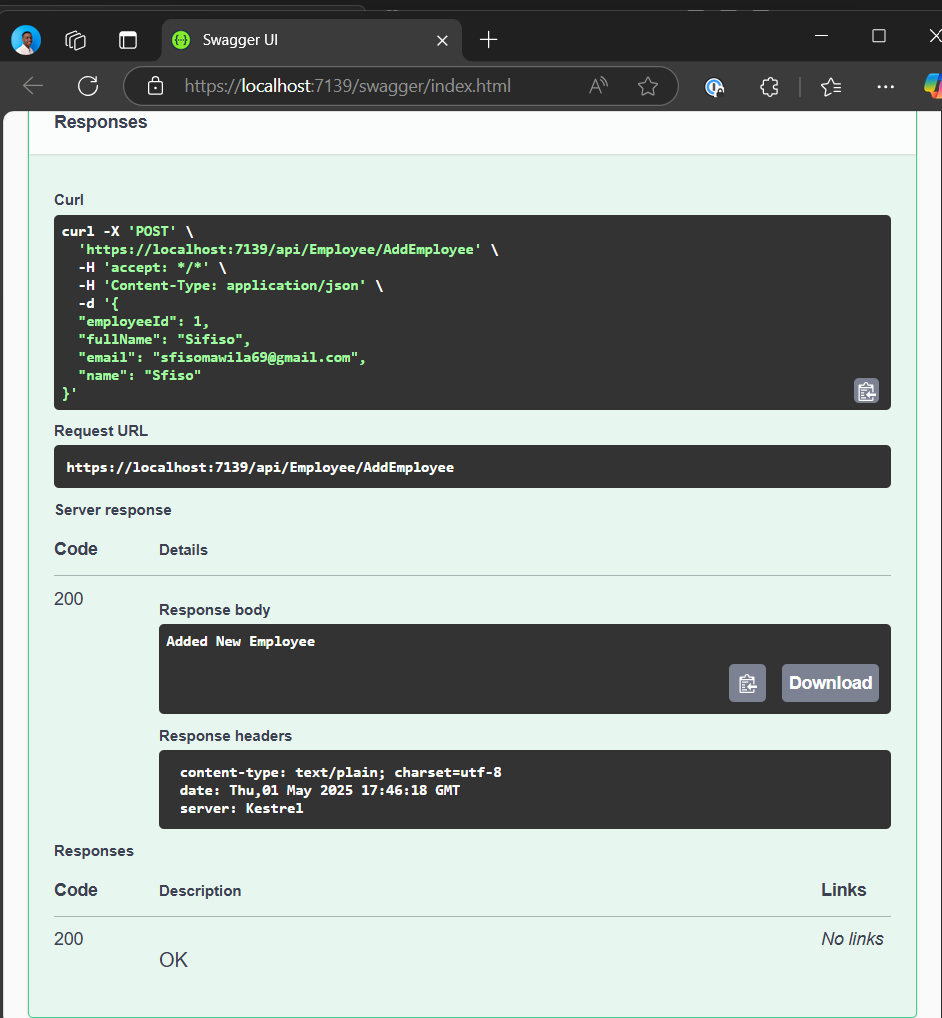 Swagger UI
https://localhost:7139/swagger/index.html
Responses
Curl
curl -X 'POST' \
  'https://localhost:7139/api/Employee/AddEmployee' \
  -H 'accept: */*' \
  -H 'Content-Type: application/json' \
  -d '{
  "employeeId": 1,
  "fullName": "Sifiso",
  "email": "sfisomawila69@gmail.com",
  "name": "Sfiso"
}'
Request URL
https://localhost:7139/api/Employee/AddEmployee
Server response
Code Details
200
Response body
Added New Employee
Download
Response headers
content-type: text/plain; charset=utf-8
date: Thu,01 May 2025 17:46:18 GMT
server: Kestrel
Responses
Code Description Links
200 No links
OK